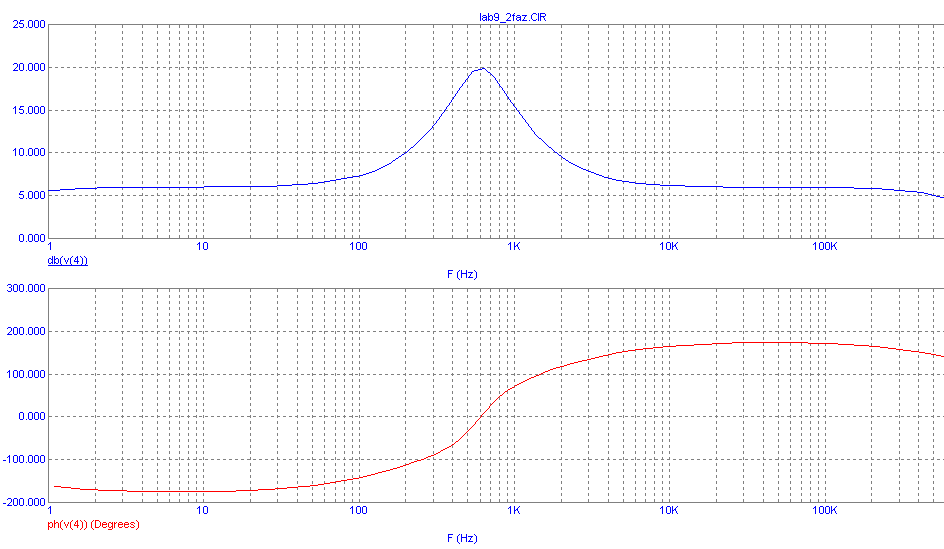 lab9_2faz.CIR
25.000
20.000
15.000
10.000
5.000
0.000
1 10 100 1K 10K 100K
db(v(4))
F (Hz)
300.000
200.000
100.000
0.000
-100.000
-200.000
1 10 100 1K 10K 100K
ph(v(4)) (Degrees)
F (Hz)